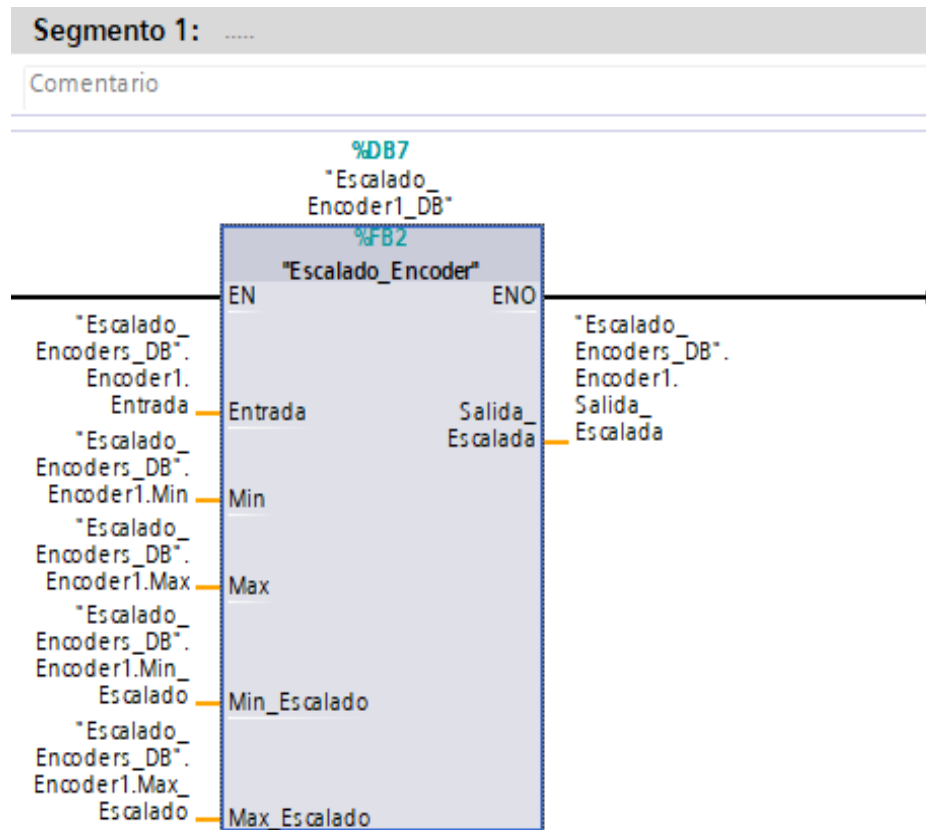 Segmento 1: .....
Comentario
%DB7
"Escalado_
Encoder1_DB"
%FB2
"Escalado_Encoder"
EN ENO
"Escalado_
Encoders_DB".
Encoder1.
Entrada
Entrada
"Escalado_
Encoders_DB".
Encoder1.Min
Min
"Escalado_
Encoders_DB".
Encoder1.Max
Max
"Escalado_
Encoders_DB".
Encoder1.Min_
Escalado
Min_Escalado
"Escalado_
Encoders_DB".
Encoder1.Max_
Escalado
Max_Escalado
Salida_
Escalada
"Escalado_
Encoders_DB".
Encoder1.
Salida_
Escalada